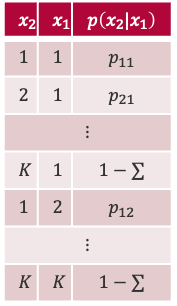 x₂ x₁ p(x₂|x₁)
1 1 p₁₁
2 1 p₂₁
⋮
K 1 1 − Σ
1 2 p₁₂
⋮
K K 1 − Σ